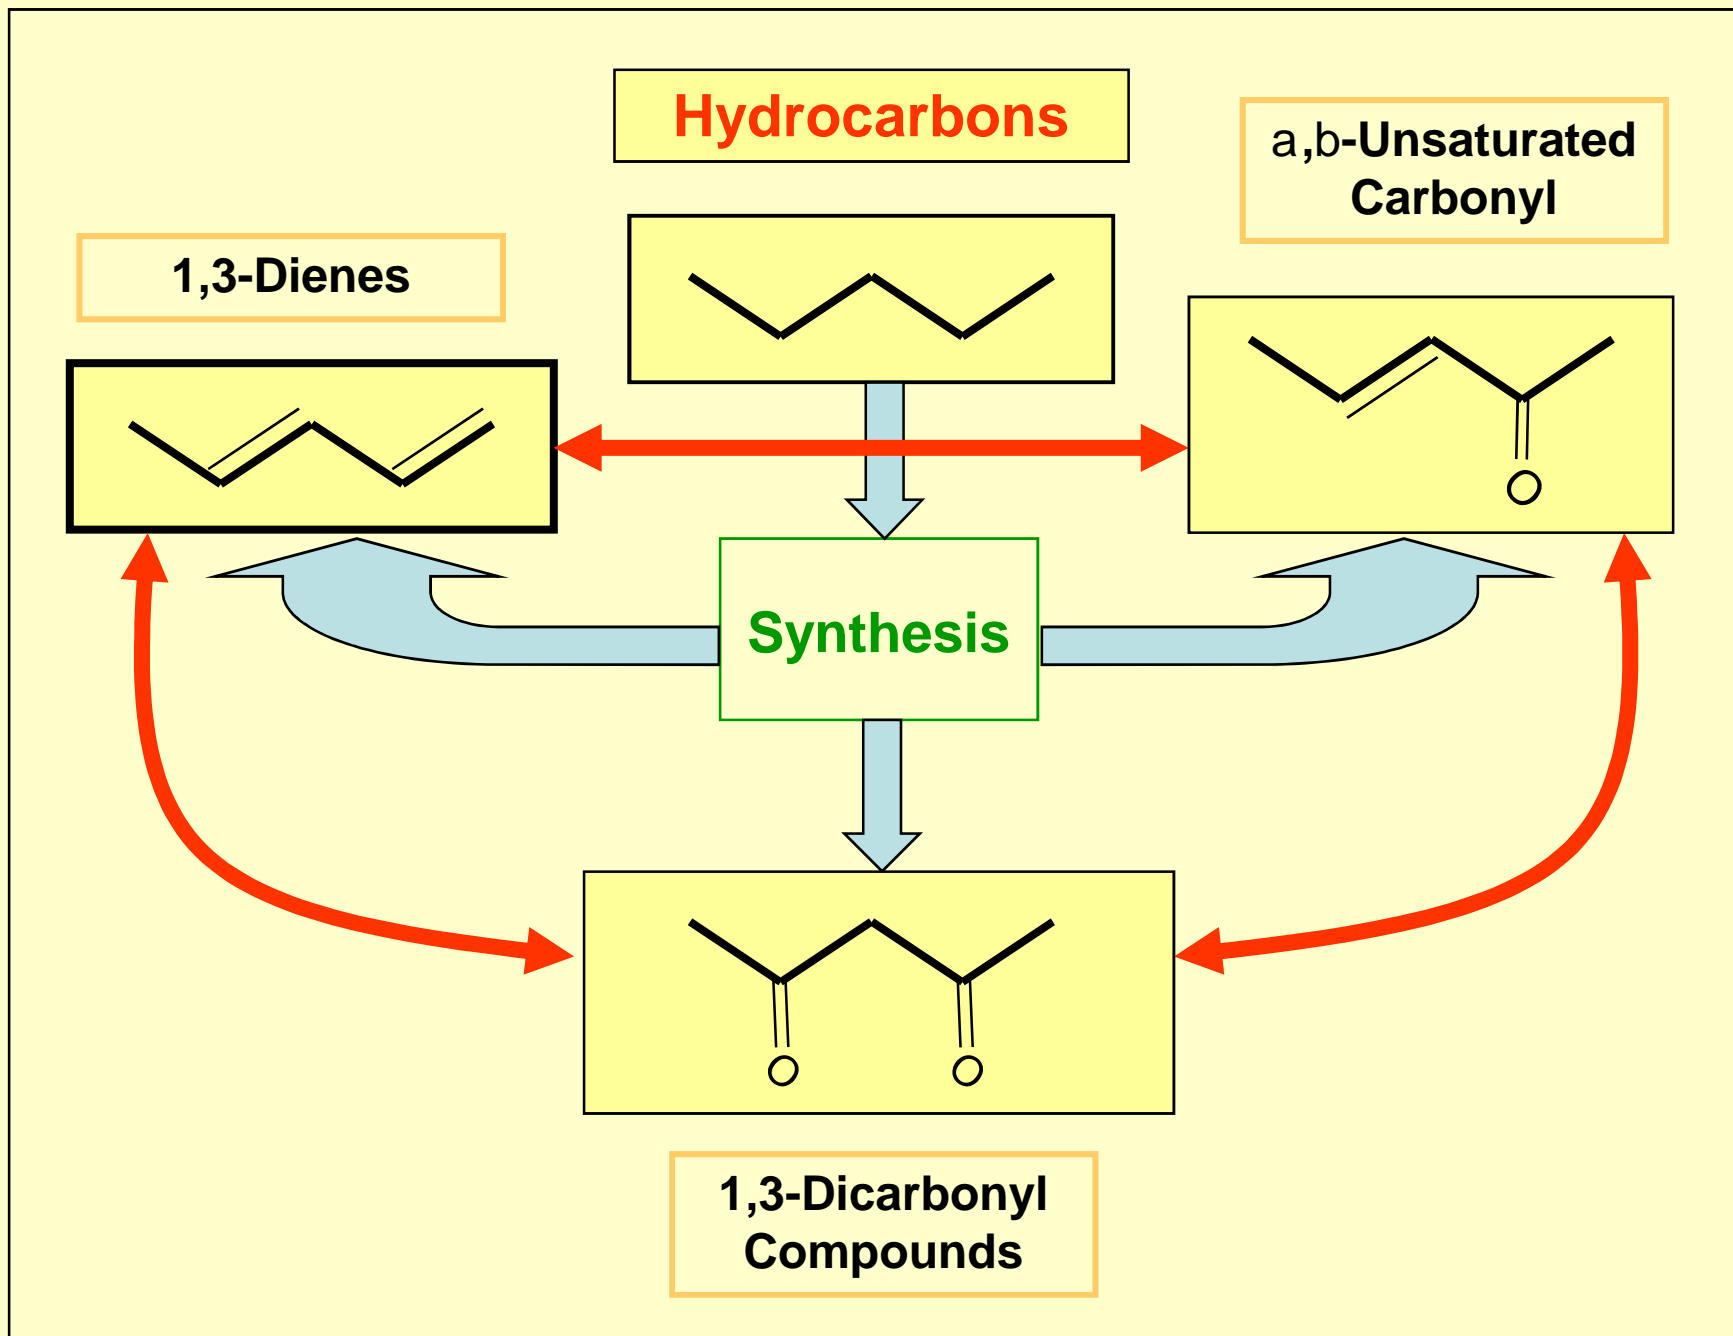 Hydrocarbons
a,b-Unsaturated
Carbonyl
1,3-Dienes
O
Synthesis
O O
1,3-Dicarbonyl
Compounds